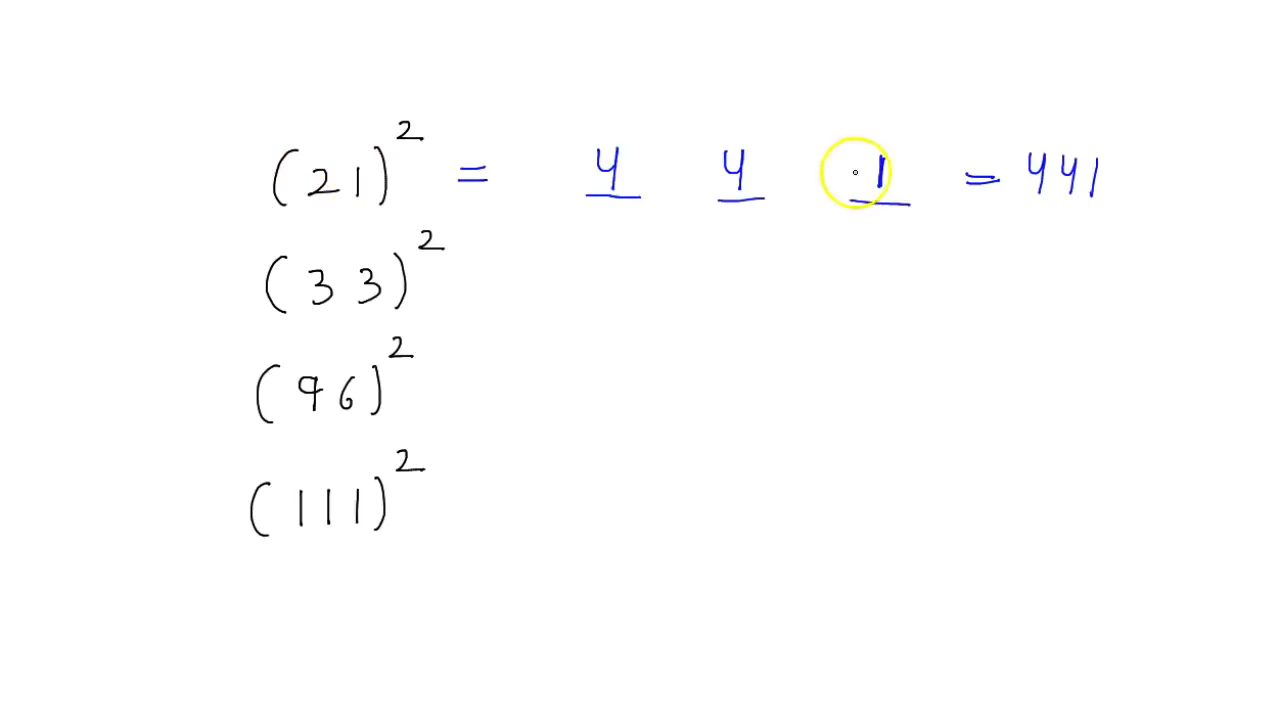 (21)² = 4 4 1 = 441
(33)²
(96)²
(111)²